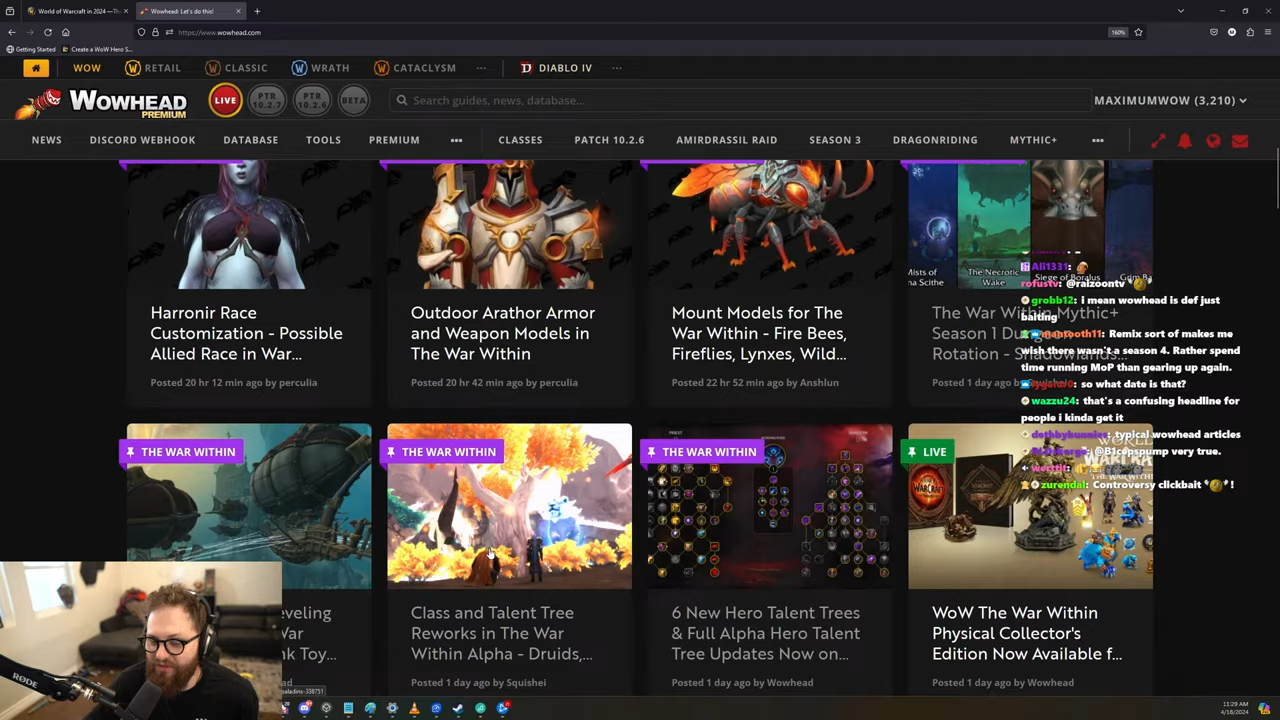 World of Warcraft in 2024 —Th
Wowhead: Let's do this!
https://www.wowhead.com
160%
Getting Started
Create a WoW Hero S...
WOW
RETAIL
CLASSIC
WRATH
CATACLYSM
DIABLO IV
WOWHEAD
PREMIUM
LIVE
PTR
10.2.7
PTR
10.2.6
BETA
Search guides, news, database...
MAXIMUMWOW (3,210)
NEWS
DISCORD WEBHOOK
DATABASE
TOOLS
PREMIUM
CLASSES
PATCH 10.2.6
AMIRDRASSIL RAID
SEASON 3
DRAGONRIDING
MYTHIC+
Mists of
The Necrotic
Wake
Siege of Boralus
Harronir Race
Customization - Possible
Allied Race in War...
Posted 20 hr 12 min ago by perculia
Outdoor Arathor Armor
and Weapon Models in
The War Within
Posted 20 hr 42 min ago by perculia
Mount Models for The
War Within - Fire Bees,
Fireflies, Lynxes, Wild...
Posted 22 hr 52 min ago by Anshlun
The War Within Mythic+
Season 1
Rotation - Shadowlands
Posted 1 day ago by
Ali1331:
rofustv: @raizoontv
grobb12: i mean wowhead is def just
baiting
Remix sort of makes me
wish there wasn't a season 4. Rather spend
time running MoP than gearing up again.
so what date is that?
wazzu24: that's a confusing headline for
people i kinda get it
typical wowhead articles
@B1copspump very true.
zurendal: Controversy clickbait * * !
THE WAR WITHIN
THE WAR WITHIN
THE WAR WITHIN
LIVE
eveling
War
Toy...
Class and Talent Tree
Reworks in The War
Within Alpha - Druids,...
Posted 1 day ago by Squishei
6 New Hero Talent Trees
& Full Alpha Hero Talent
Tree Updates Now on...
Posted 1 day ago by Wowhead
WoW The War Within
Physical Collector's
Edition Now Available f...
Posted 1 day ago by Wowhead
RØDE
11:29 AM
4/18/2024